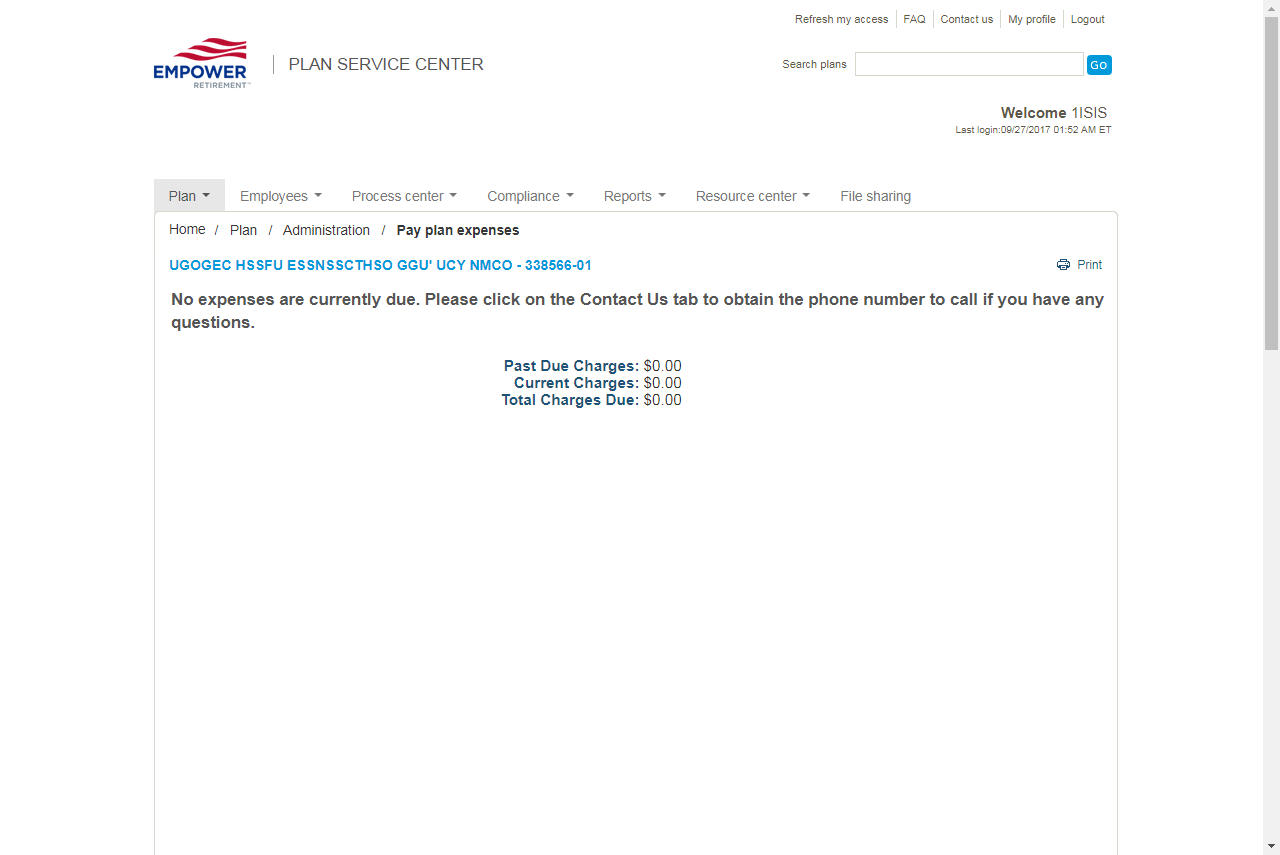 Refresh my access FAQ Contact us My profile Logout
EMPOWER
RETIREMENT™
PLAN SERVICE CENTER
Search plans Go
Welcome 1ISIS
Last login:09/27/2017 01:52 AM ET
Plan Employees Process center Compliance Reports Resource center File sharing
Home / Plan / Administration / Pay plan expenses
UGOGEC HSSFU ESSNSSCTHSO GGU' UCY NMCO - 338566-01
Print
No expenses are currently due. Please click on the Contact Us tab to obtain the phone number to call if you have any
questions.
Past Due Charges: $0.00
Current Charges: $0.00
Total Charges Due: $0.00